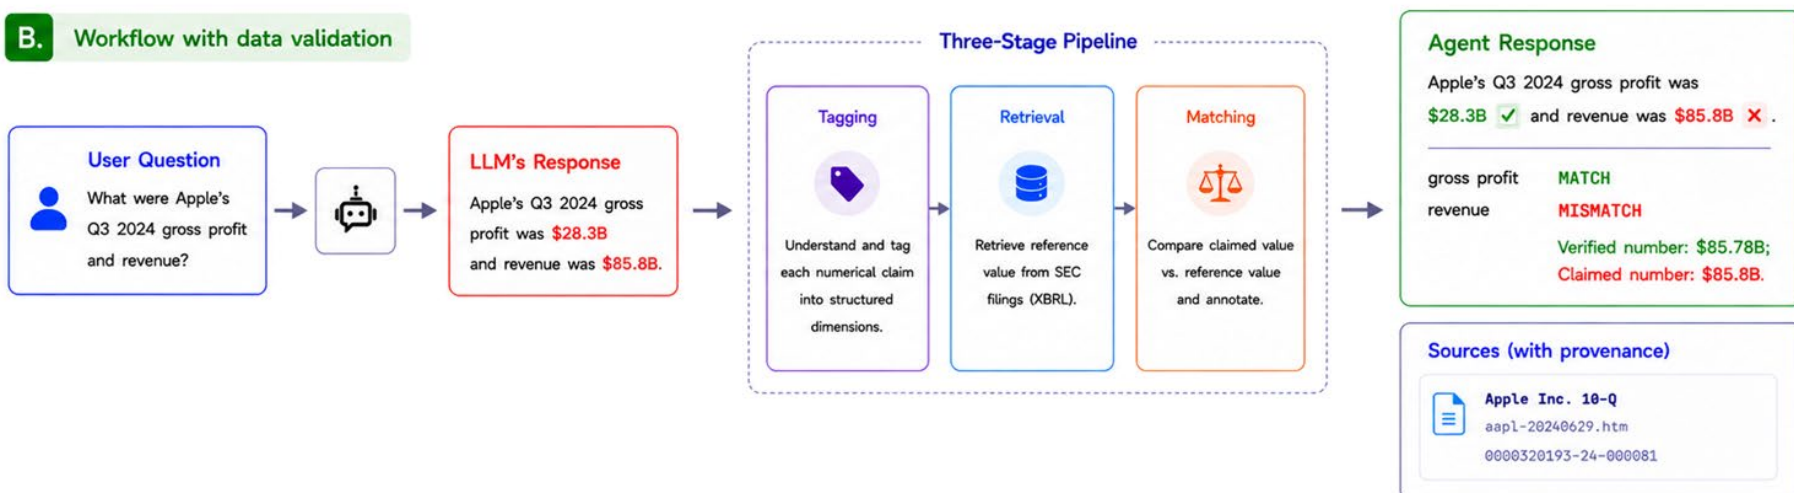 B. Workflow with data validation
User Question
What were Apple's
Q3 2024 gross profit
and revenue?
LLM's Response
Apple's Q3 2024 gross
profit was $28.3B
and revenue was $85.8B.
Three-Stage Pipeline
Tagging
Understand and tag
each numerical claim
into structured
dimensions.
Retrieval
Retrieve reference
value from SEC
filings (XBRL).
Matching
Compare claimed value
vs. reference value
and annotate.
Agent Response
Apple's Q3 2024 gross profit was
$28.3B ✓ and revenue was $85.8B ✗ .
gross profit MATCH
revenue MISMATCH
Verified number: $85.78B;
Claimed number: $85.8B.
Sources (with provenance)
Apple Inc. 10-Q
aapl-20240629.htm
0000320193-24-000081